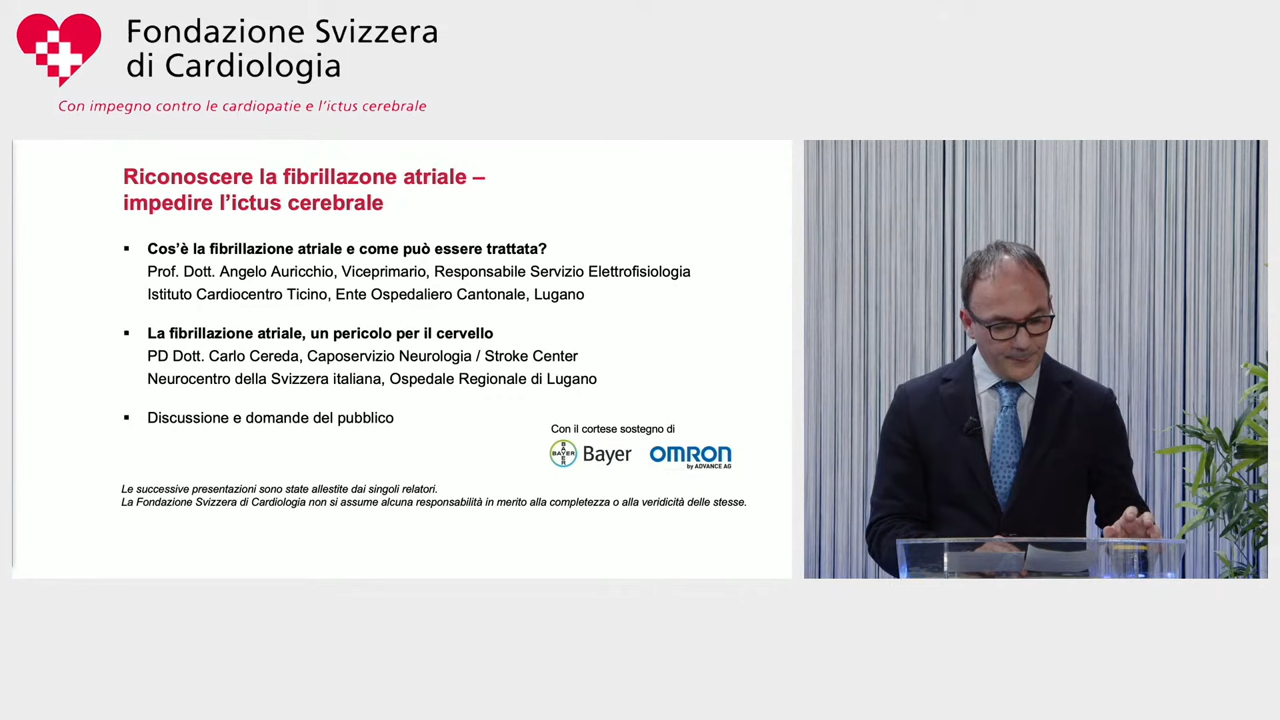 Fondazione Svizzera
di Cardiologia
Con impegno contro le cardiopatie e l'ictus cerebrale
Riconoscere la fibrillazone atriale –
impedire l'ictus cerebrale
▪ Cos'è la fibrillazione atriale e come può essere trattata?
Prof. Dott. Angelo Auricchio, Viceprimario, Responsabile Servizio Elettrofisiologia
Istituto Cardiocentro Ticino, Ente Ospedaliero Cantonale, Lugano
▪ La fibrillazione atriale, un pericolo per il cervello
PD Dott. Carlo Cereda, Caposervizio Neurologia / Stroke Center
Neurocentro della Svizzera italiana, Ospedale Regionale di Lugano
▪ Discussione e domande del pubblico
Con il cortese sostegno di
BAYER
BAYER
Bayer
OMRON
by ADVANCE AG
Le successive presentazioni sono state allestite dai singoli relatori.
La Fondazione Svizzera di Cardiologia non si assume alcuna responsabilità in merito alla completezza o alla veridicità delle stesse.